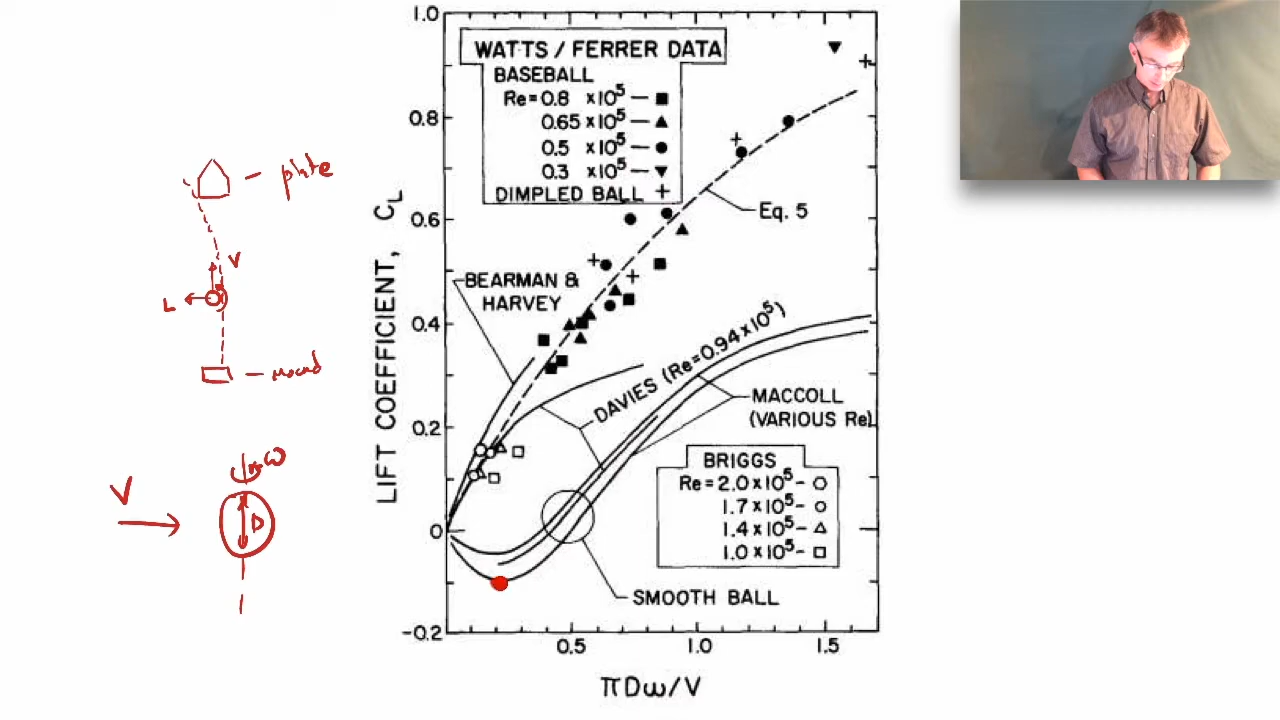 1.0
WATTS / FERRER DATA
BASEBALL
Re=0.8 ×10⁵ – ■
0.65 ×10⁵ – ▲
0.5 ×10⁵ – ●
0.3 ×10⁵ – ▼
DIMPLED BALL +
0.8
0.6
0.4
0.2
0
-0.2
LIFT COEFFICIENT, C_L
Eq. 5
BEARMAN &
HARVEY
DAVIES (Re=0.94×10⁵)
MACCOLL
(VARIOUS Re)
BRIGGS
Re=2.0×10⁵-
1.7×10⁵-
1.4×10⁵-
1.0×10⁵-
SMOOTH BALL
0.5 1.0 1.5
πDω/V
– plate
V
L
– mound
ω
V
D